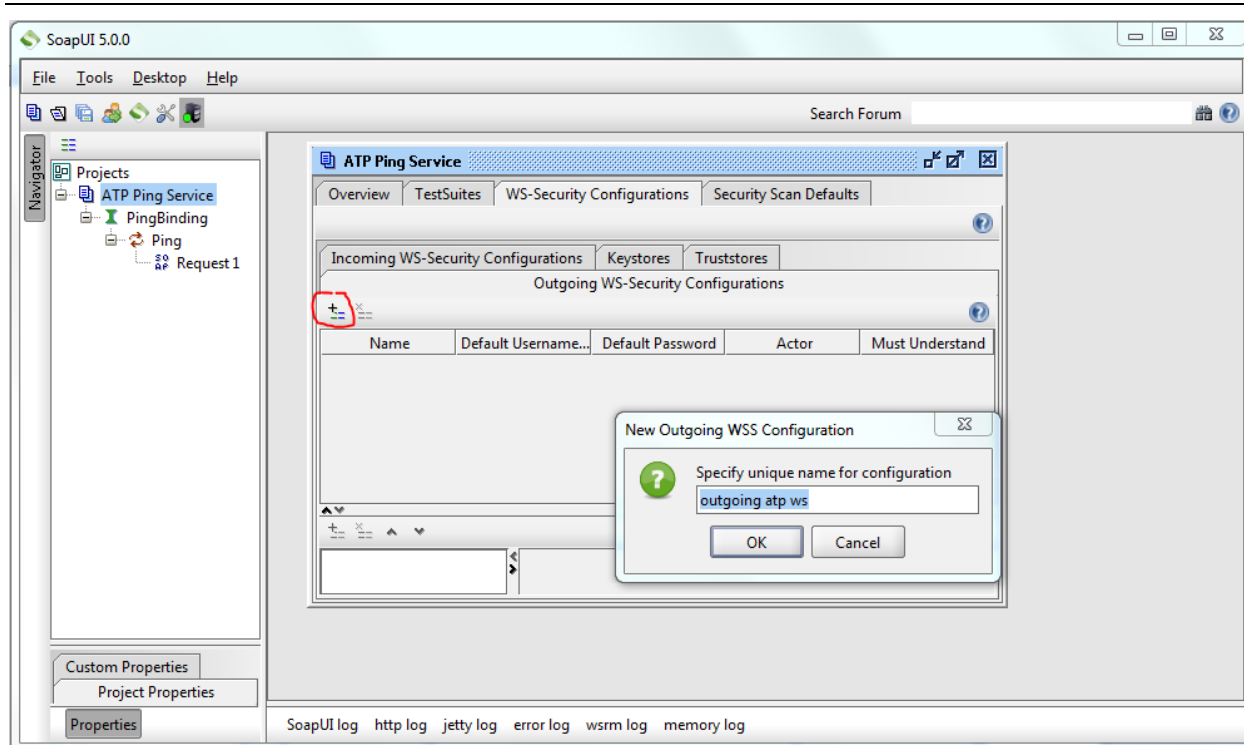 SoapUI 5.0.0
File Tools Desktop Help
Search Forum
Navigator
Projects
ATP Ping Service
PingBinding
Ping
Request 1
ATP Ping Service
Overview TestSuites WS-Security Configurations Security Scan Defaults
Incoming WS-Security Configurations Keystores Truststores
Outgoing WS-Security Configurations
Name Default Username... Default Password Actor Must Understand
New Outgoing WSS Configuration
Specify unique name for configuration
outgoing atp ws
OK Cancel
Custom Properties
Project Properties
Properties
SoapUI log http log jetty log error log wsrm log memory log